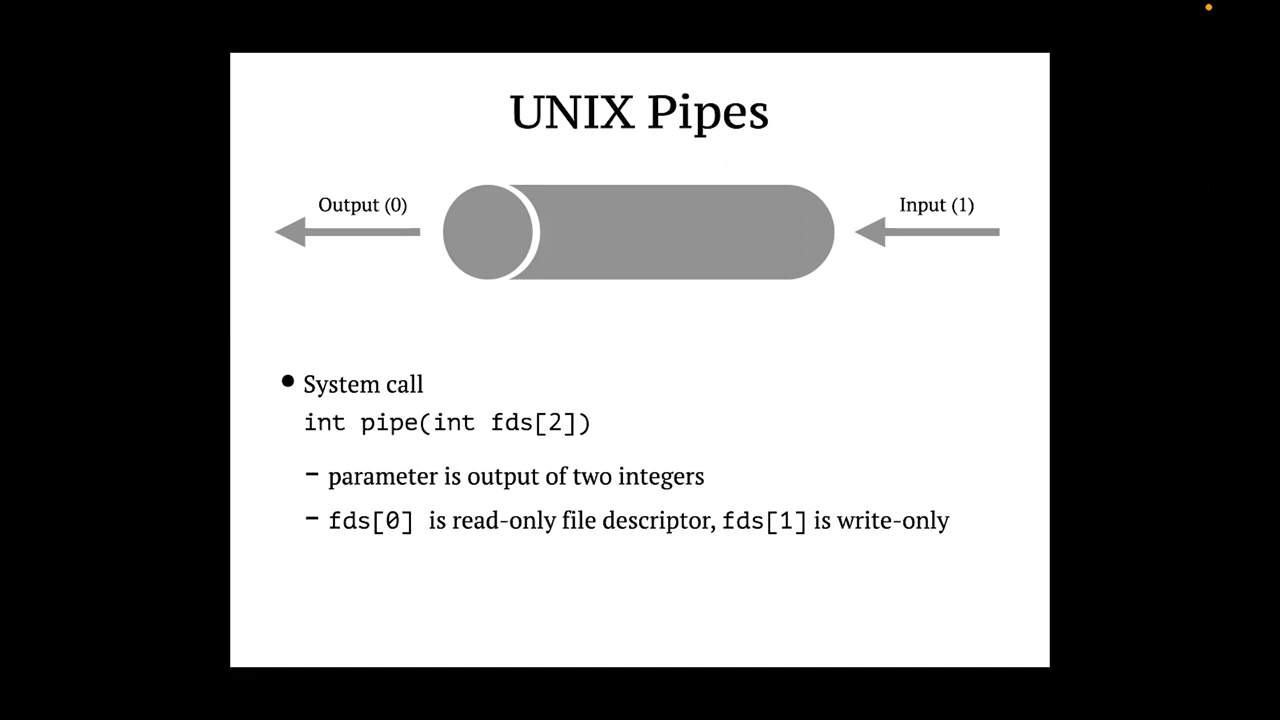 UNIX Pipes
Output (0)
Input (1)
● System call
int pipe(int fds[2])
– parameter is output of two integers
– fds[0] is read-only file descriptor, fds[1] is write-only